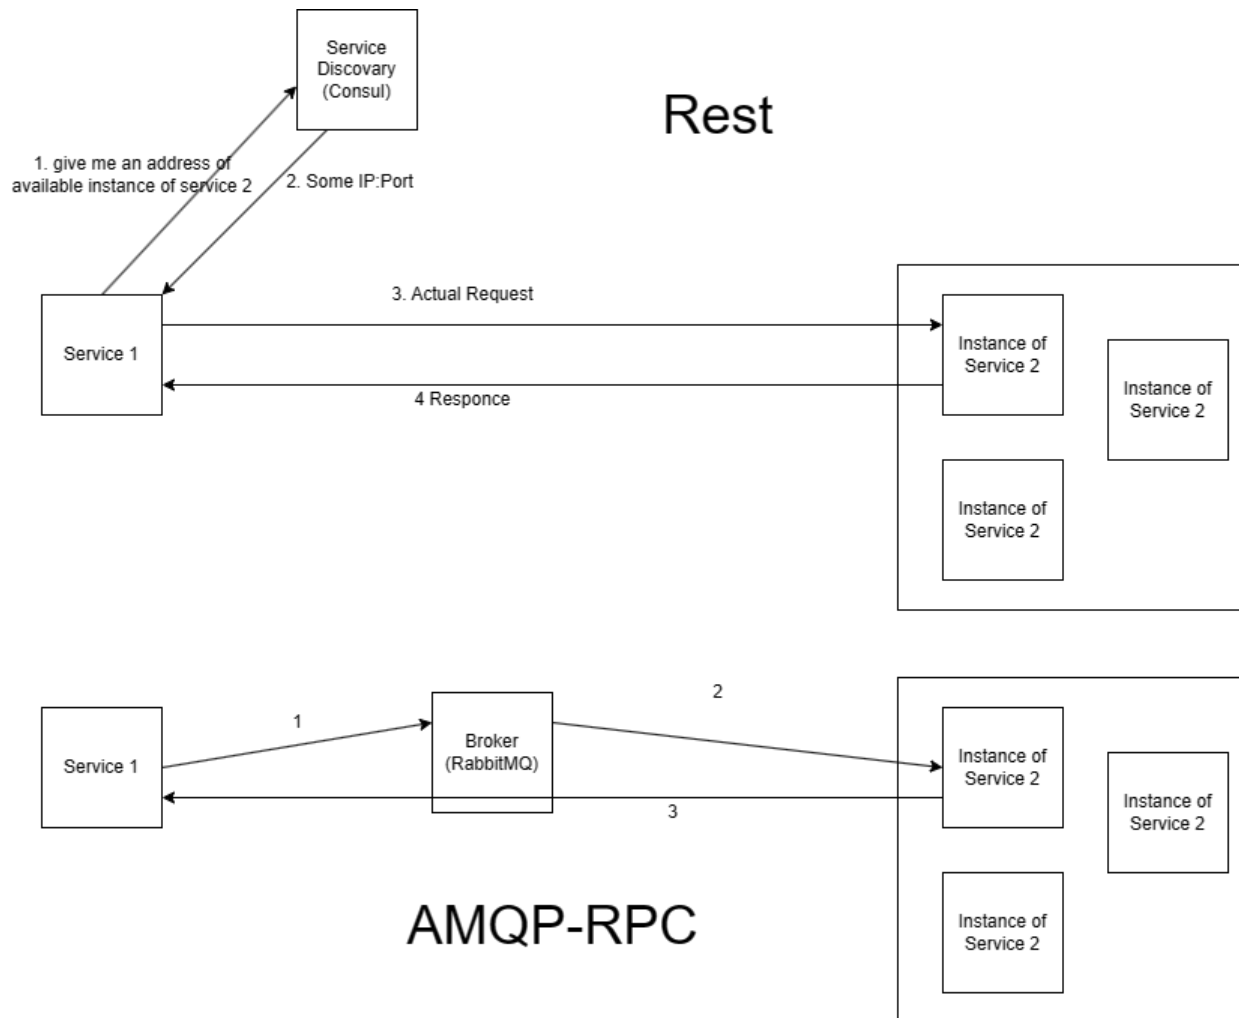 Service
Discovary
(Consul)
Rest
1. give me an address of
available instance of service 2
2. Some IP:Port
3. Actual Request
Service 1
4 Responce
Instance of
Service 2
Instance of
Service 2
Instance of
Service 2
Service 1
1
Broker
(RabbitMQ)
2
3
Instance of
Service 2
Instance of
Service 2
Instance of
Service 2
AMQP-RPC